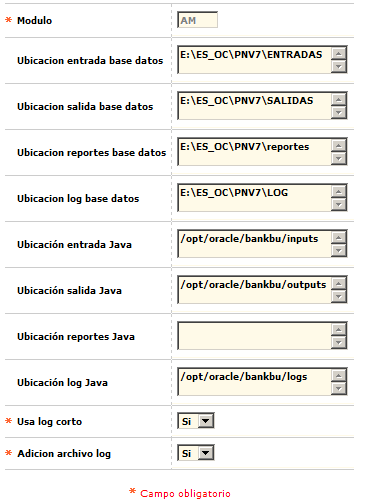 * Modulo AM
Ubicacion entrada base datos E:\ES_OC\PNV7\ENTRADAS
Ubicacion salida base datos E:\ES_OC\PNV7\SALIDAS
Ubicacion reportes base datos E:\ES_OC\PNV7\reportes
Ubicacion log base datos E:\ES_OC\PNV7\LOG
Ubicación entrada Java /opt/oracle/bankbu/inputs
Ubicación salida Java /opt/oracle/bankbu/outputs
Ubicación reportes Java
Ubicación log Java /opt/oracle/bankbu/logs
* Usa log corto Si
* Adicion archivo log Si
* Campo obligatorio